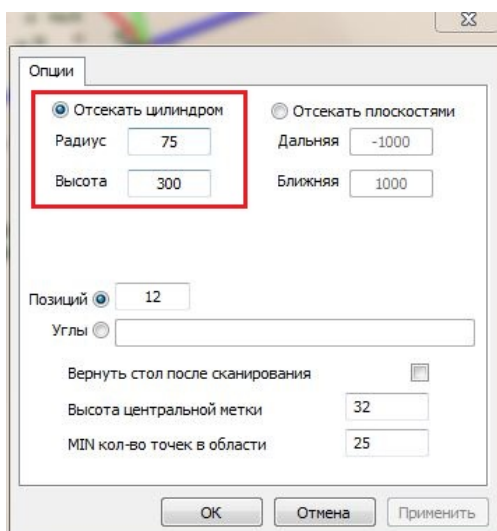 Опции
Отсекать цилиндром Отсекать плоскостями
Радиус 75 Дальняя -1000
Высота 300 Ближняя 1000
Позиций 12
Углы
Вернуть стол после сканирования
Высота центральной метки 32
MIN кол-во точек в области 25
OK Отмена Применить